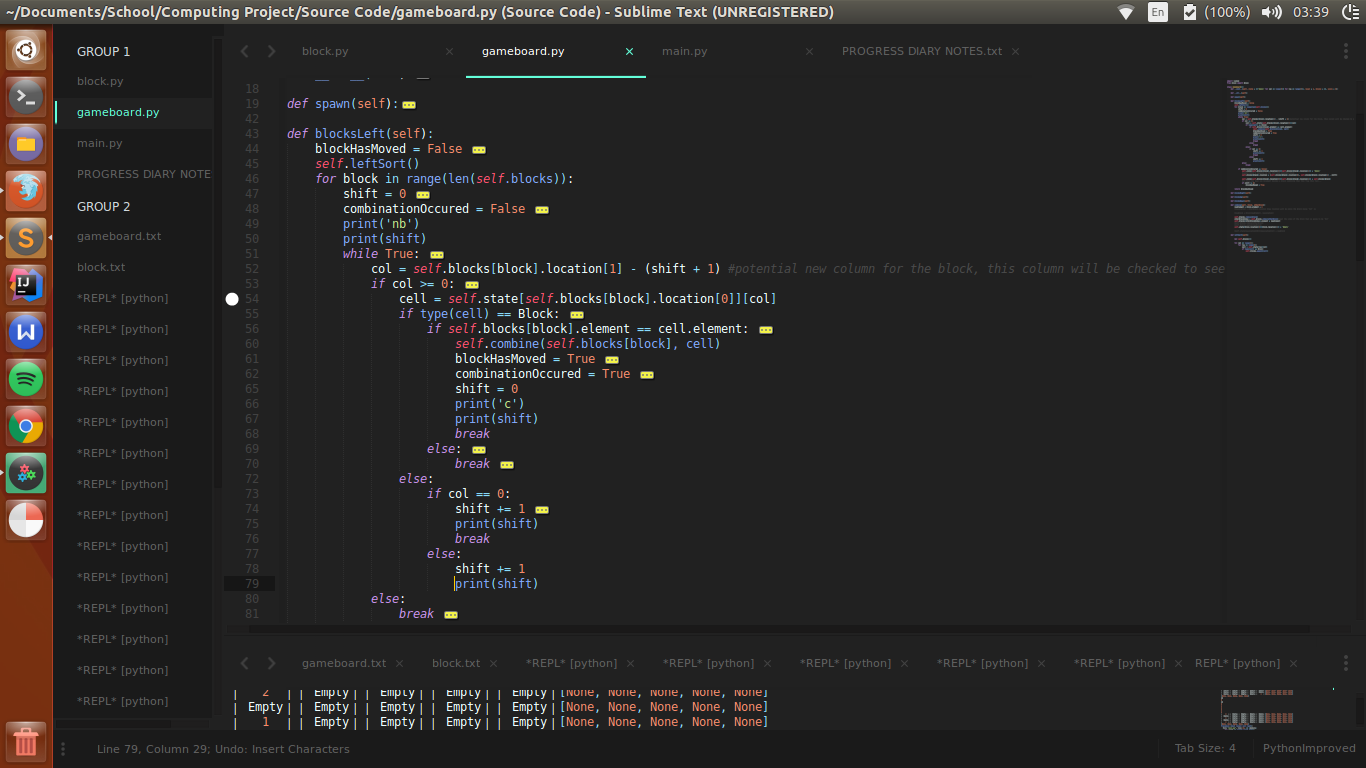 ~/Documents/School/Computing Project/Source Code/gameboard.py (Source Code) - Sublime Text (UNREGISTERED)
En (100%) 03:39
GROUP 1
block.py
gameboard.py
main.py
PROGRESS DIARY NOTE
GROUP 2
gameboard.txt
block.txt
*REPL* [python]
*REPL* [python]
*REPL* [python]
*REPL* [python]
*REPL* [python]
*REPL* [python]
*REPL* [python]
*REPL* [python]
*REPL* [python]
*REPL* [python]
*REPL* [python]
*REPL* [python]
*REPL* [python]
*REPL* [python]
block.py × gameboard.py × main.py × PROGRESS DIARY NOTES.txt ×
18
19 def spawn(self):
42
43 def blocksLeft(self):
44 blockHasMoved = False
45 self.leftSort()
46 for block in range(len(self.blocks)):
47 shift = 0
48 combinationOccured = False
49 print('nb')
50 print(shift)
51 while True:
52 col = self.blocks[block].location[1] - (shift + 1) #potential new column for the block, this column will be checked to see
53 if col >= 0:
54 cell = self.state[self.blocks[block].location[0]][col]
55 if type(cell) == Block:
56 if self.blocks[block].element == cell.element:
60 self.combine(self.blocks[block], cell)
61 blockHasMoved = True
62 combinationOccured = True
65 shift = 0
66 print('c')
67 print(shift)
68 break
69 else:
70 break
72 else:
73 if col == 0:
74 shift += 1
75 print(shift)
76 break
77 else:
78 shift += 1
79 print(shift)
80 else:
81 break
gameboard.txt × block.txt × *REPL* [python] × *REPL* [python] × *REPL* [python] × *REPL* [python] × *REPL* [python] × REPL* [python] ×
| 2 | | Empty | | Empty | | Empty | | Empty | [None, None, None, None, None]
| Empty | | Empty | | Empty | | Empty | | Empty | [None, None, None, None, None]
| 1 | | Empty | | Empty | | Empty | | Empty | [None, None, None, None, None]
Line 79, Column 29; Undo: Insert Characters
Tab Size: 4 PythonImproved